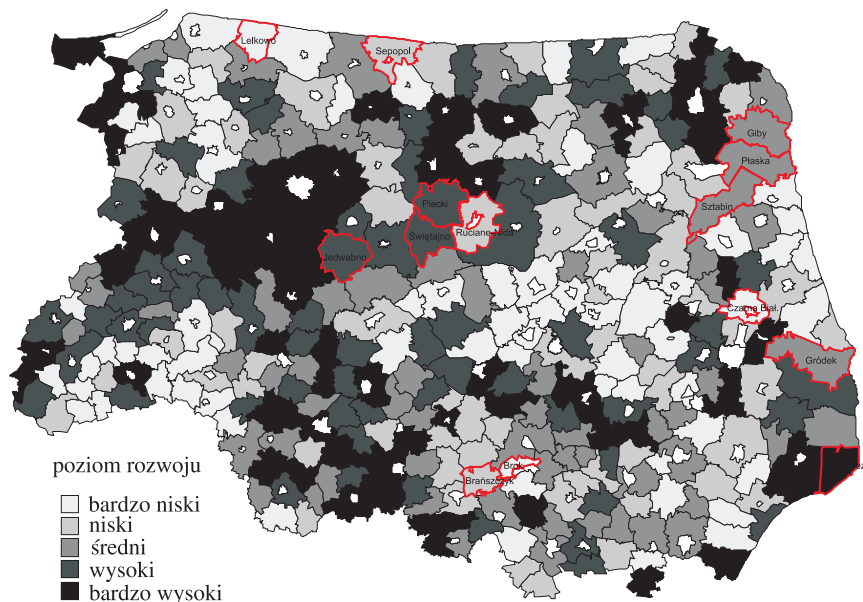 Lelkowo
Sępopol
Giby
Płaska
Piecki
Sztabin
Świętajno
Ruciane-Nida
Jedwabno
Czarna Biał.
Gródek
Brok
Brańszczyk
poziom rozwoju
bardzo niski
niski
średni
wysoki
bardzo wysoki